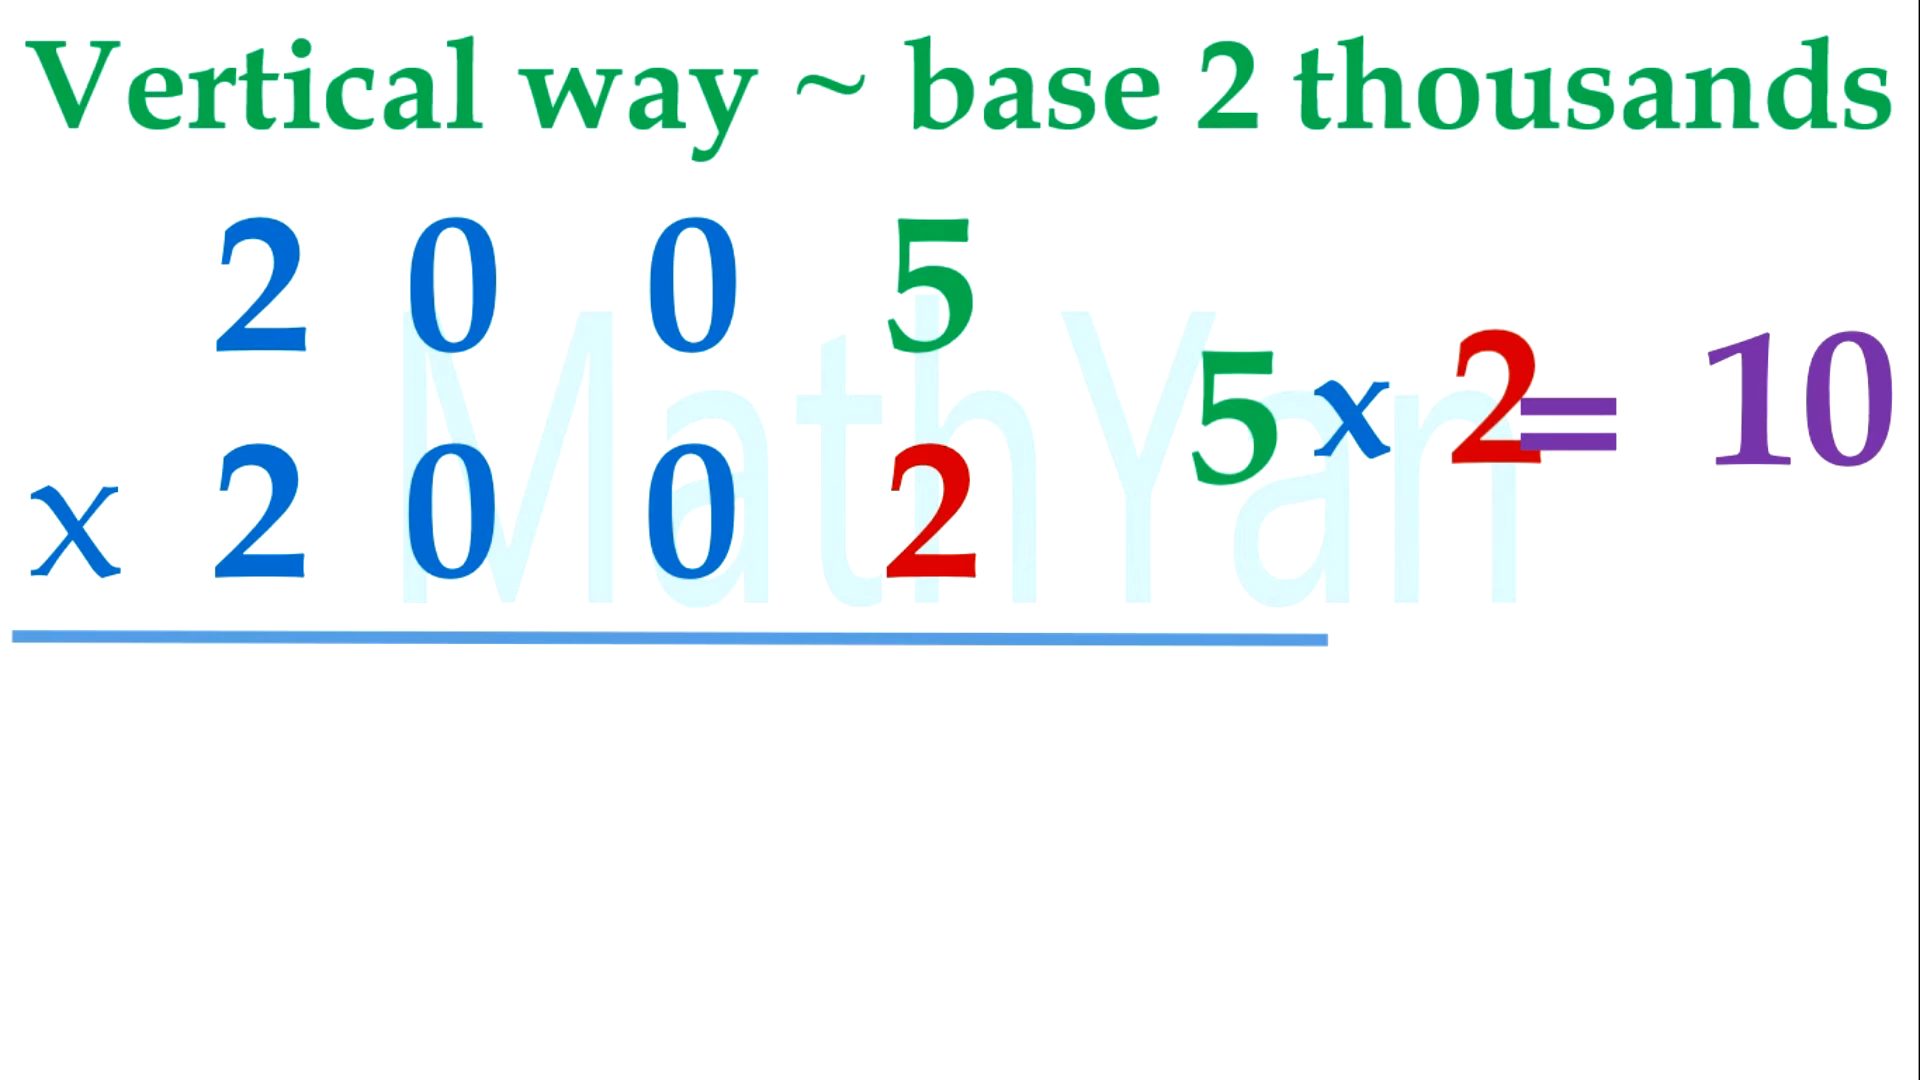 Vertical way ~ base 2 thousands
2 0 0 5
5 x 2 = 10
x 2 0 0 2
MathYan